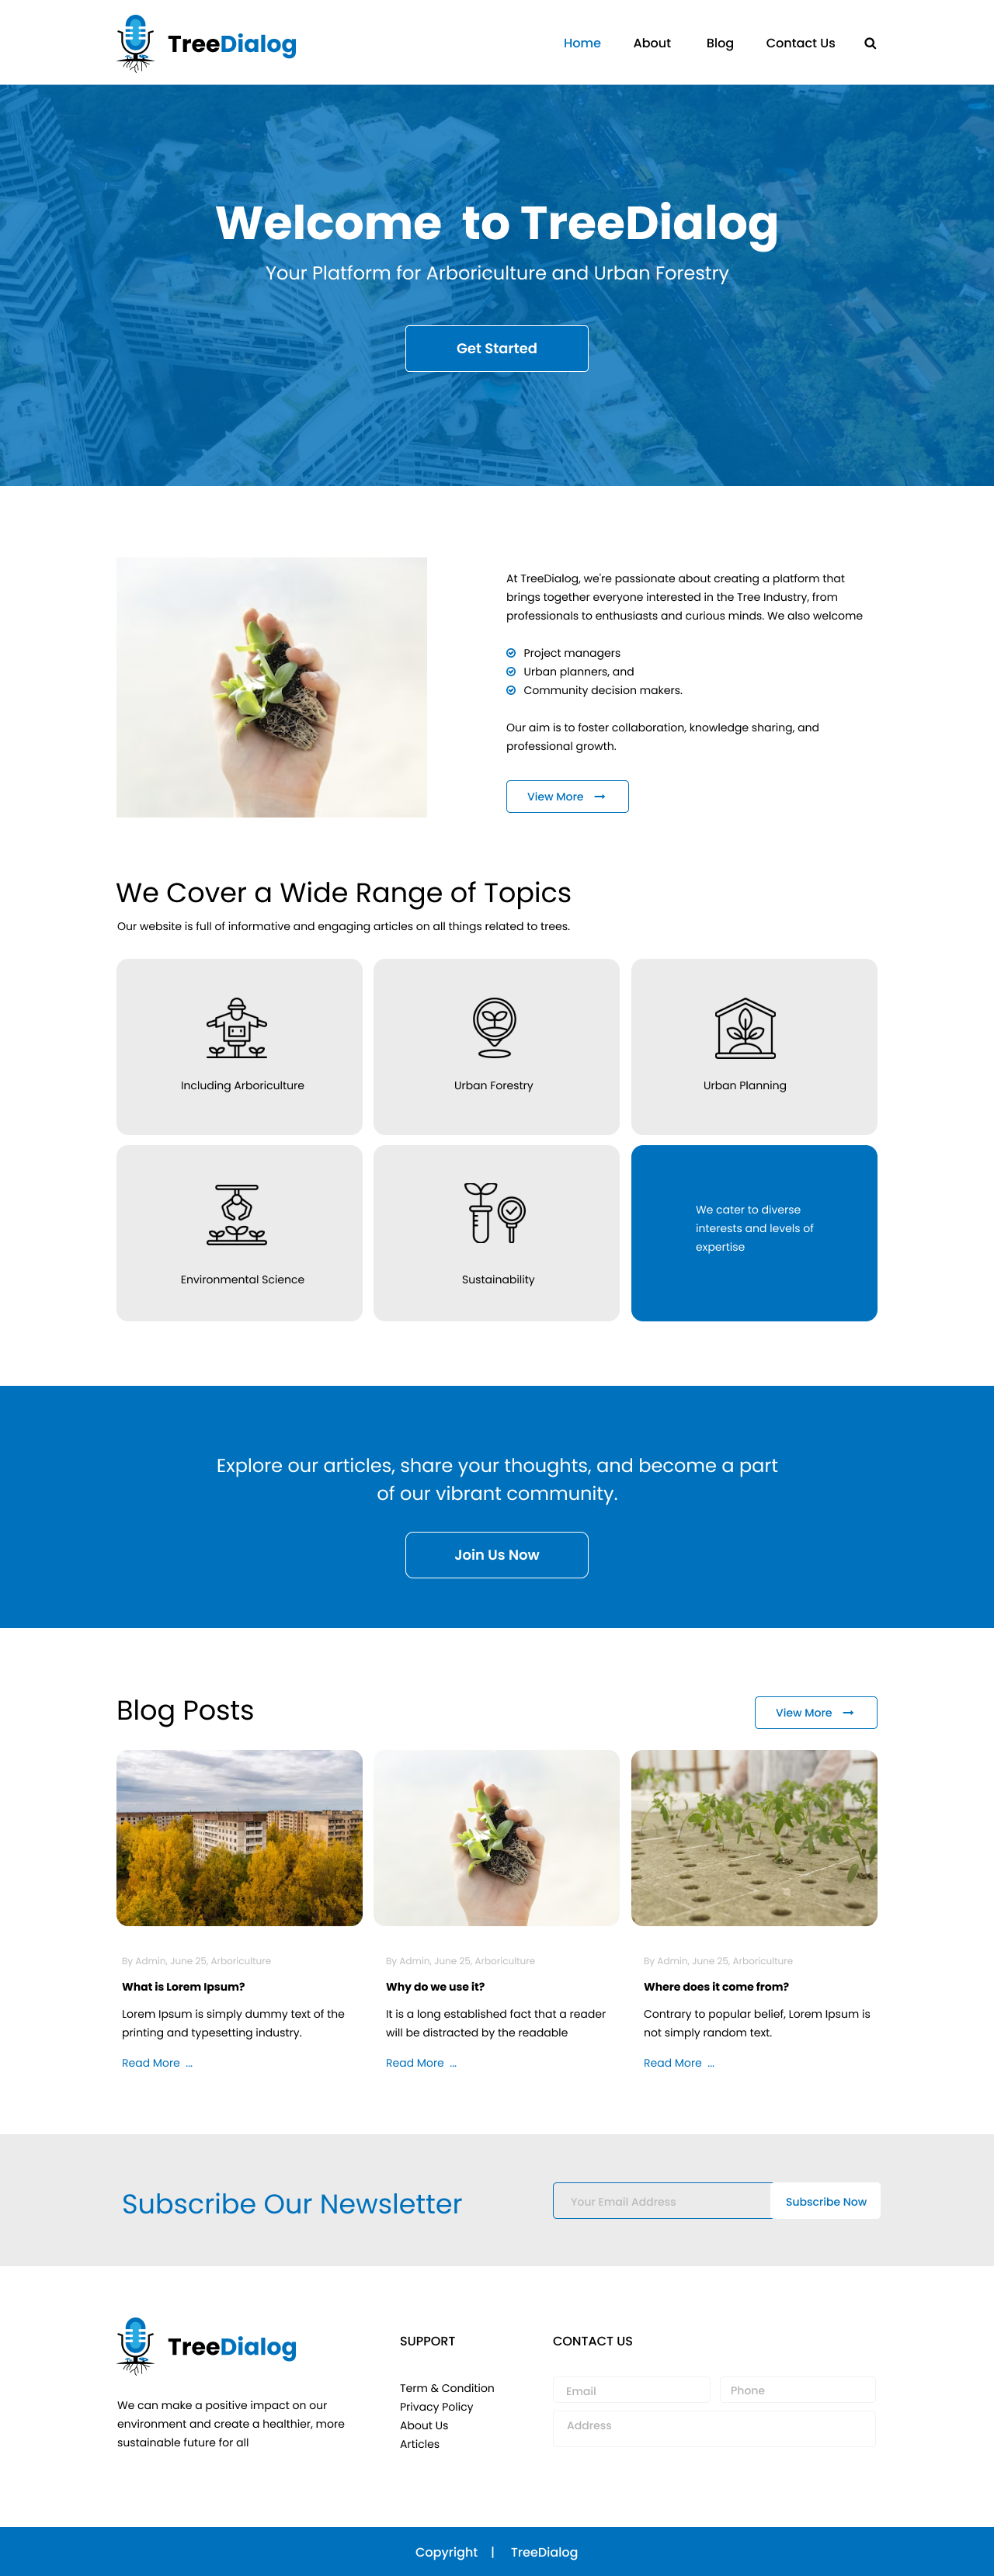 TreeDialog
Home About Blog Contact Us
Welcome to TreeDialog
Your Platform for Arboriculture and Urban Forestry
Get Started
At TreeDialog, we're passionate about creating a platform that
brings together everyone interested in the Tree Industry, from
professionals to enthusiasts and curious minds. We also welcome
Project managers
Urban planners, and
Community decision makers.
Our aim is to foster collaboration, knowledge sharing, and
professional growth.
View More
We Cover a Wide Range of Topics
Our website is full of informative and engaging articles on all things related to trees.
Including Arboriculture
Urban Forestry
Urban Planning
Environmental Science
Sustainability
We cater to diverse
interests and levels of
expertise
Explore our articles, share your thoughts, and become a part
of our vibrant community.
Join Us Now
Blog Posts
View More
By Admin, June 25, Arboriculture
What is Lorem Ipsum?
Lorem Ipsum is simply dummy text of the
printing and typesetting industry.
Read More ...
By Admin, June 25, Arboriculture
Why do we use it?
It is a long established fact that a reader
will be distracted by the readable
Read More ...
By Admin, June 25, Arboriculture
Where does it come from?
Contrary to popular belief, Lorem Ipsum is
not simply random text.
Read More ...
Subscribe Our Newsletter
Your Email Address
Subscribe Now
TreeDialog
We can make a positive impact on our
environment and create a healthier, more
sustainable future for all
SUPPORT
Term & Condition
Privacy Policy
About Us
Articles
CONTACT US
Email
Phone
Address
Copyright | TreeDialog